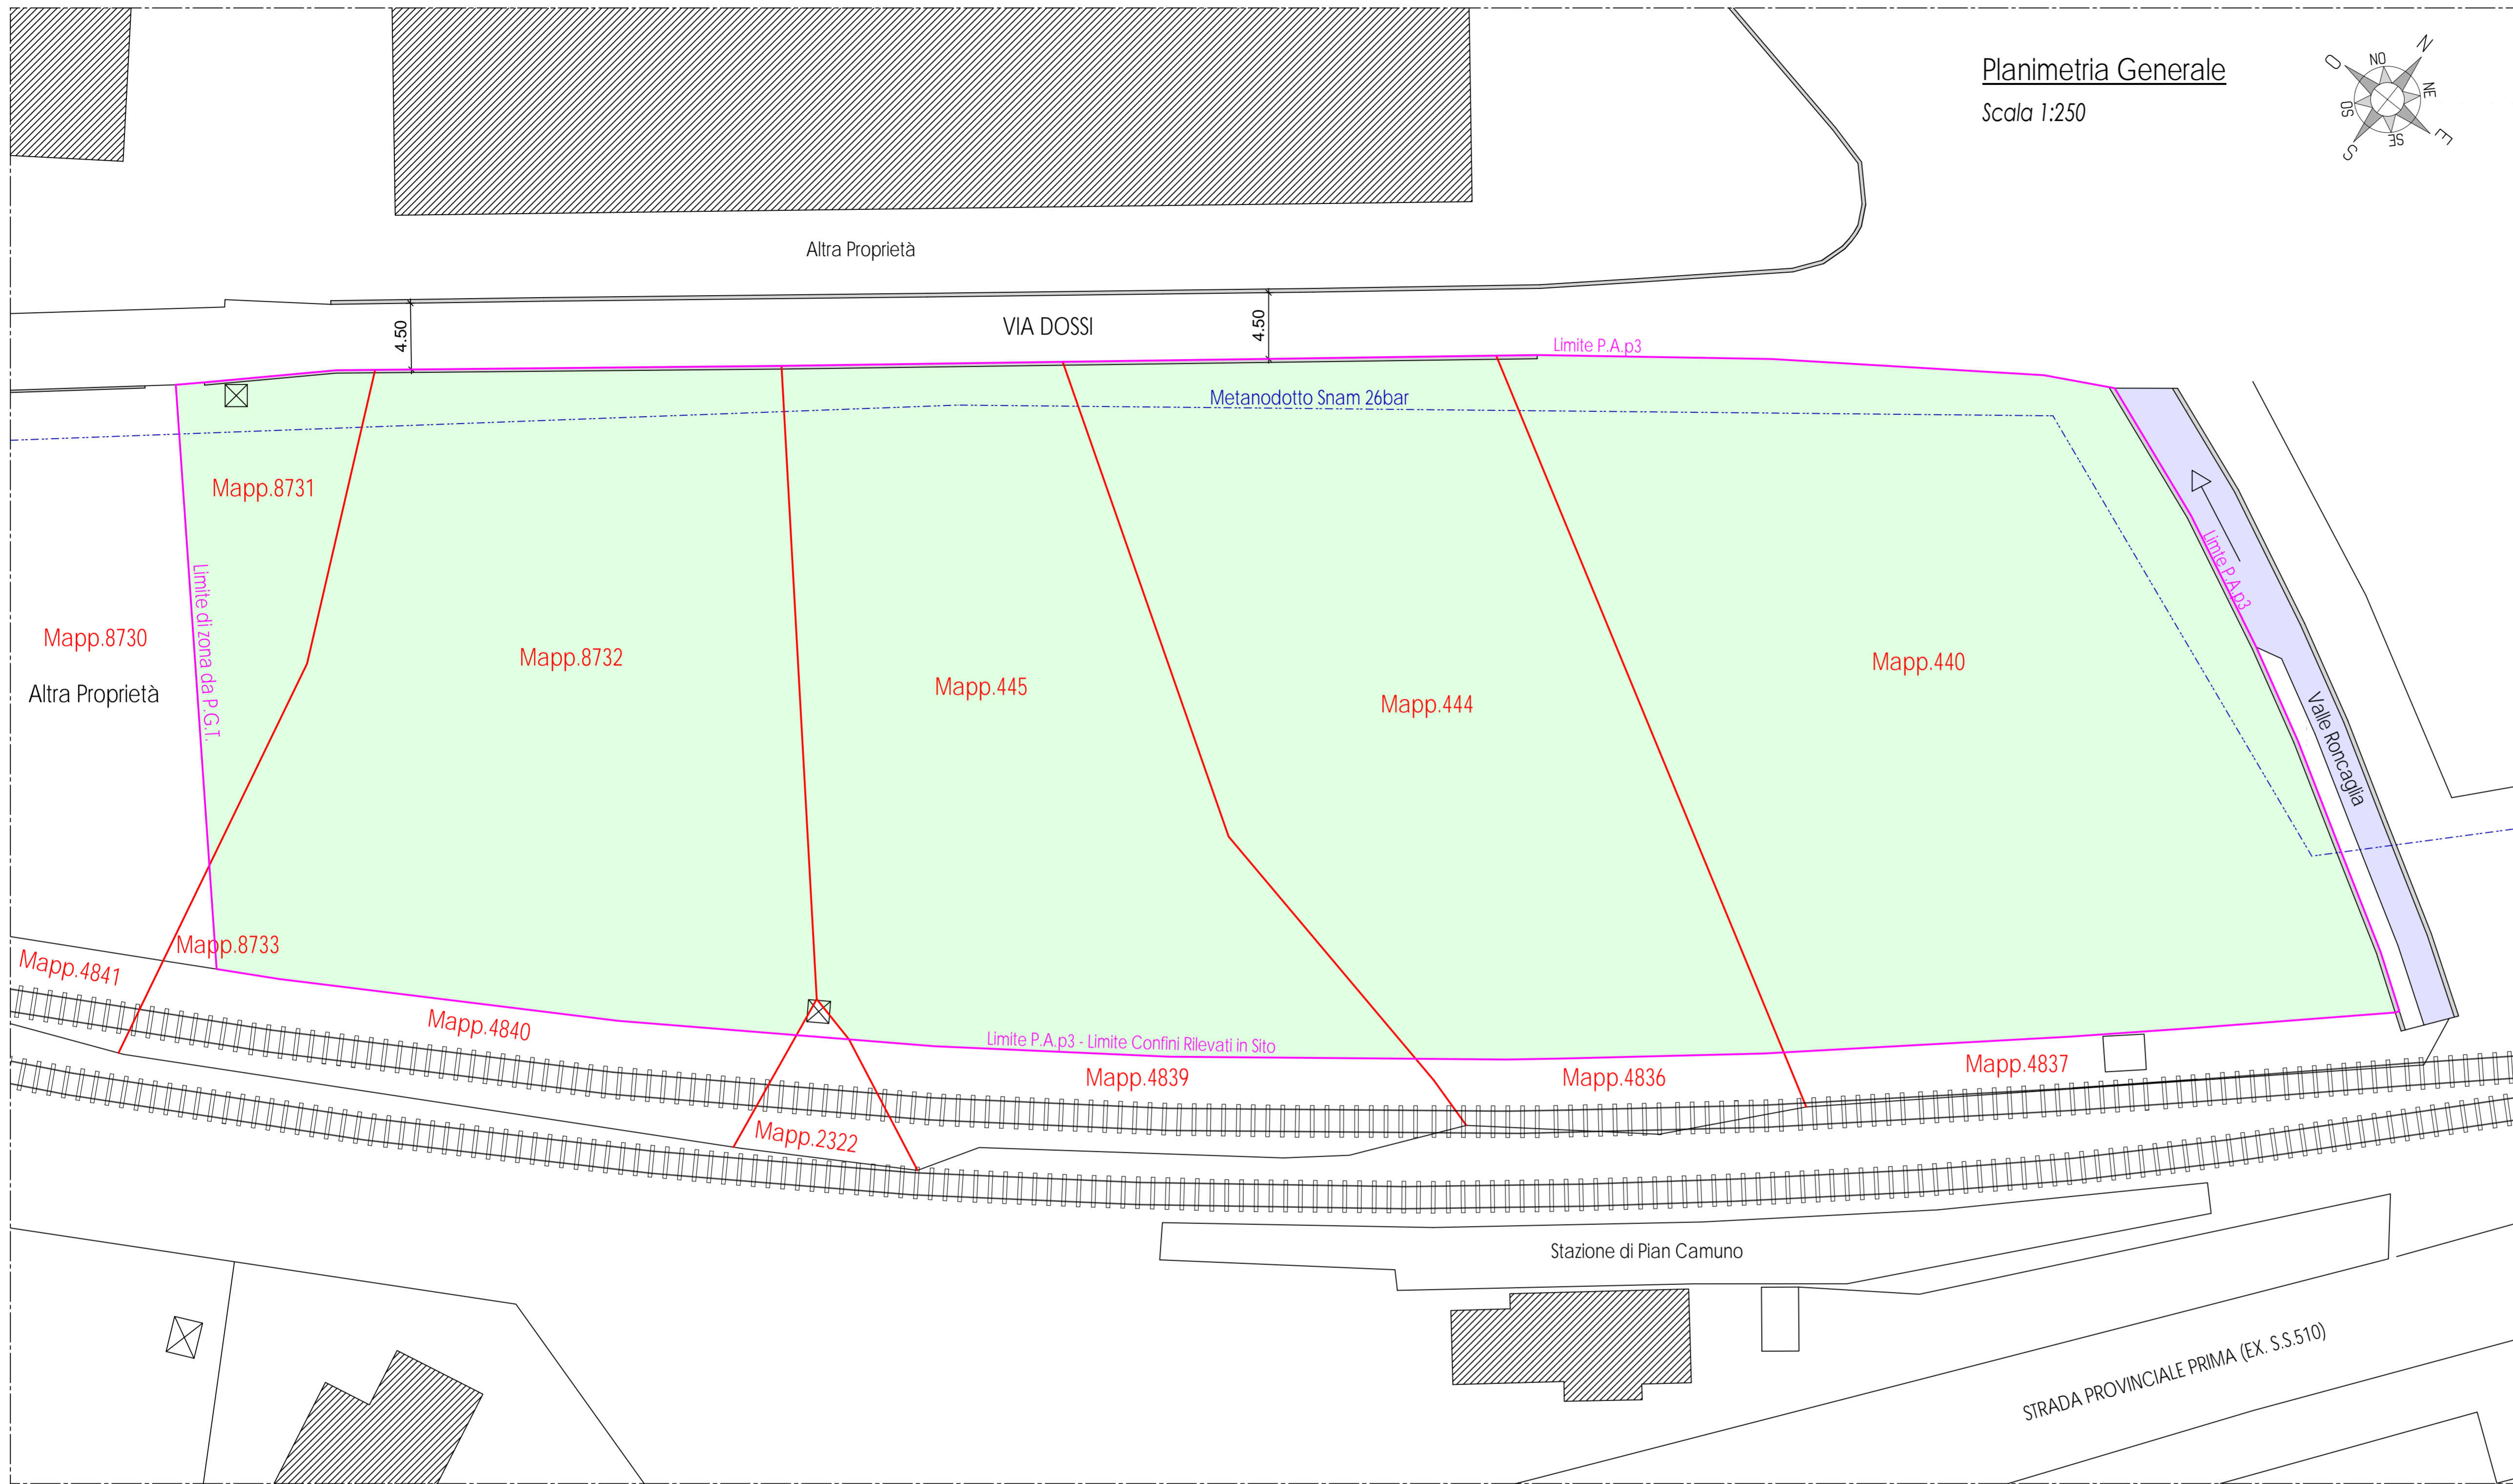 Planimetria Generale
Scala 1:250
N
NE
E
SE
S
OS
O
NO
Altra Proprietà
4.50
VIA DOSSI
4.50
Limite P.A.p3
Metanodotto Snam 26bar
Mapp.8731
Limite di zona da P.G.T.
Limte P.A.p3
Mapp.8730
Altra Proprietà
Mapp.8732
Mapp.445
Mapp.444
Mapp.440
Valle Roncaglia
Mapp.8733
Mapp.4841
Mapp.4840
Limite P.A.p3 - Limite Confini Rilevati in Sito
Mapp.4839
Mapp.4836
Mapp.4837
Mapp.2322
Stazione di Pian Camuno
STRADA PROVINCIALE PRIMA (EX. S.S.510)